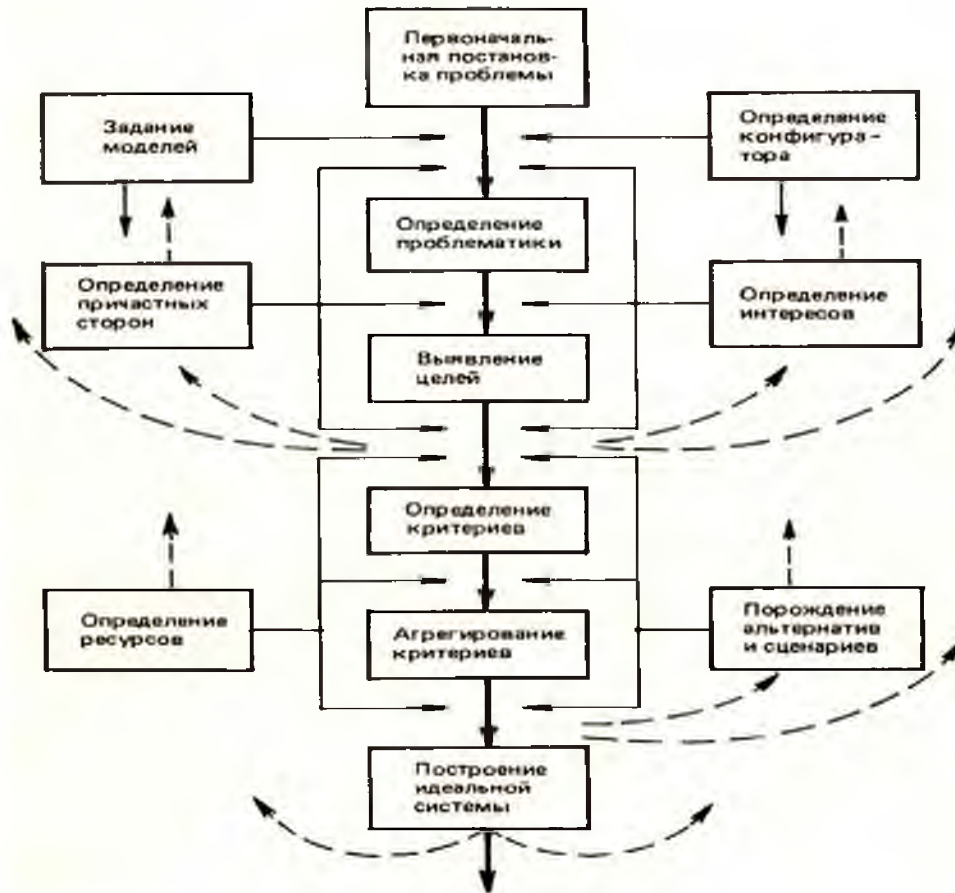 Первоначаль-
ная постанов-
ка проблемы
Задание
моделей
Определение
конфигура-
тора
Определение
проблематики
Определение
причастных
сторон
Определение
интересов
Выявление
целей
Определение
критериев
Определение
ресурсов
Агрегирование
критериев
Порождение
альтернатив
и сценариев
Построение
идеальной
системы